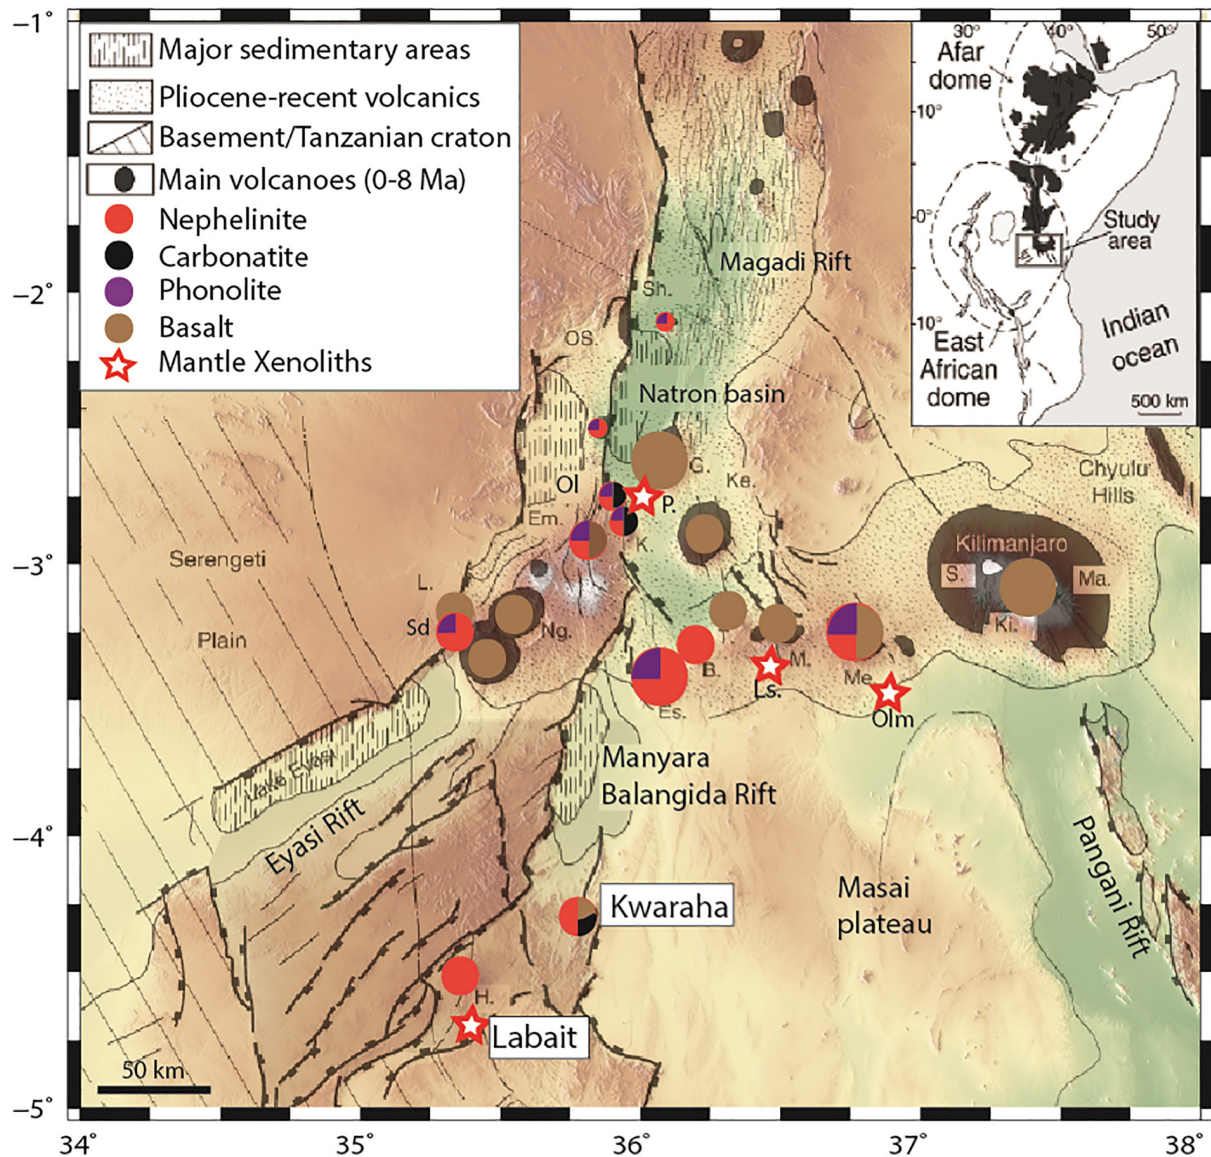 −1°
−2°
−3°
−4°
−5°
34°
35°
36°
37°
38°
Major sedimentary areas
Pliocene-recent volcanics
Basement/Tanzanian craton
Main volcanoes (0-8 Ma)
Nephelinite
Carbonatite
Phonolite
Basalt
Mantle Xenoliths
30°
40°
50°
Afar
dome
10°
0°
Study
area
10°
East
African
dome
Indian
ocean
500 km
Magadi Rift
Sh.
OS
Natron basin
G.
Ke.
Ol
P.
Em.
K.
Chyulu
Hills
Serengeti
Plain
Kilimanjaro
S.
Ma.
Ki.
L.
Sd
Ng.
B.
M.
Me
Es.
Ls.
Olm
Manyara
Balangida Rift
Eyasi Rift
Pangani Rift
Masai
plateau
Kwaraha
H.
Labait
50 km